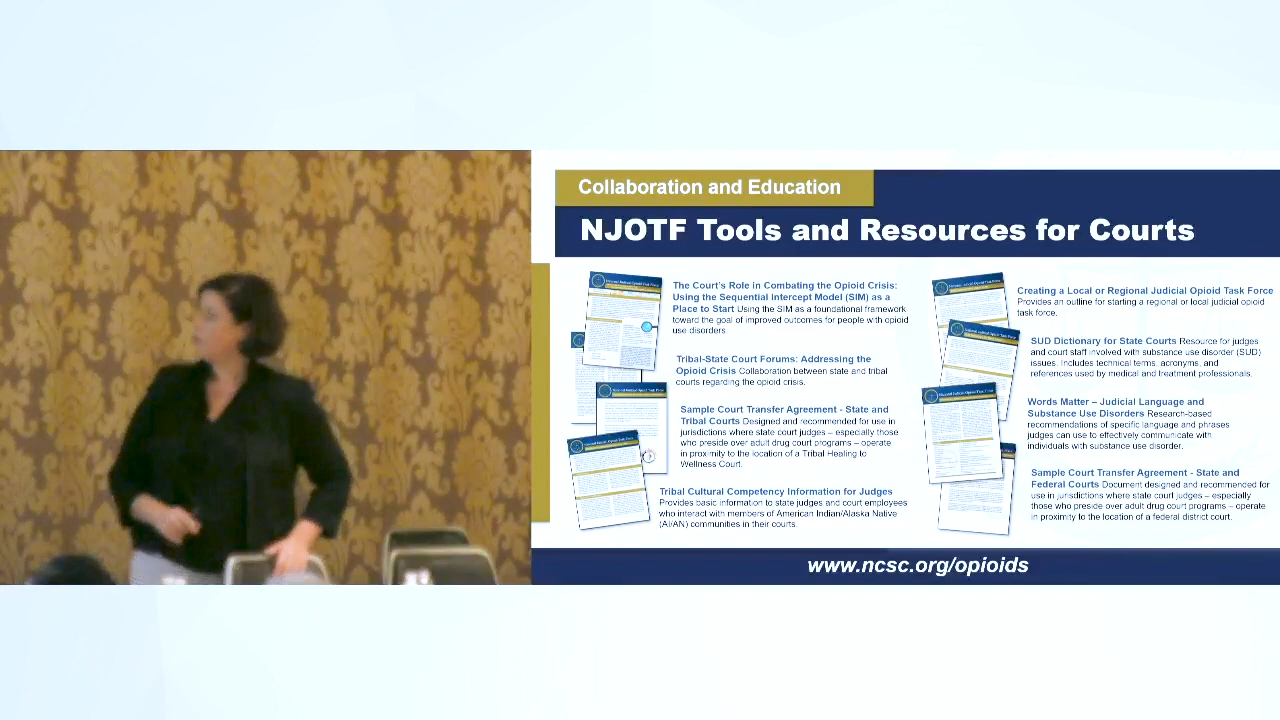 Collaboration and Education
NJOTF Tools and Resources for Courts
The Court's Role in Combating the Opioid Crisis:
Using the Sequential Intercept Model (SIM) as a
Place to Start Using the SIM as a foundational framework
toward the goal of improved outcomes for people with opioid
use disorders.
Tribal-State Court Forums: Addressing the
Opioid Crisis Collaboration between state and tribal
courts regarding the opioid crisis.
Sample Court Transfer Agreement - State and
Tribal Courts Designed and recommended for use in
jurisdictions where state court judges – especially those
who preside over adult drug court programs – operate
in proximity to the location of a Tribal Healing to
Wellness Court.
Tribal Cultural Competency Information for Judges
Provides basic information to state judges and court employees
who interact with members of American Indian/Alaska Native
(AI/AN) communities in their courts.
Creating a Local or Regional Judicial Opioid Task Force
Provides an outline for starting a regional or local judicial opioid
task force.
SUD Dictionary for State Courts Resource for judges
and court staff involved with substance use disorder (SUD)
issues. Includes technical terms, acronyms, and
references used by medical and treatment professionals.
Words Matter – Judicial Language and
Substance Use Disorders Research-based
recommendations of specific language and phrases
judges can use to effectively communicate with
individuals with substance use disorder.
Sample Court Transfer Agreement - State and
Federal Courts Document designed and recommended for
use in jurisdictions where state court judges – especially
those who preside over adult drug court programs – operate
in proximity to the location of a federal district court.
www.ncsc.org/opioids